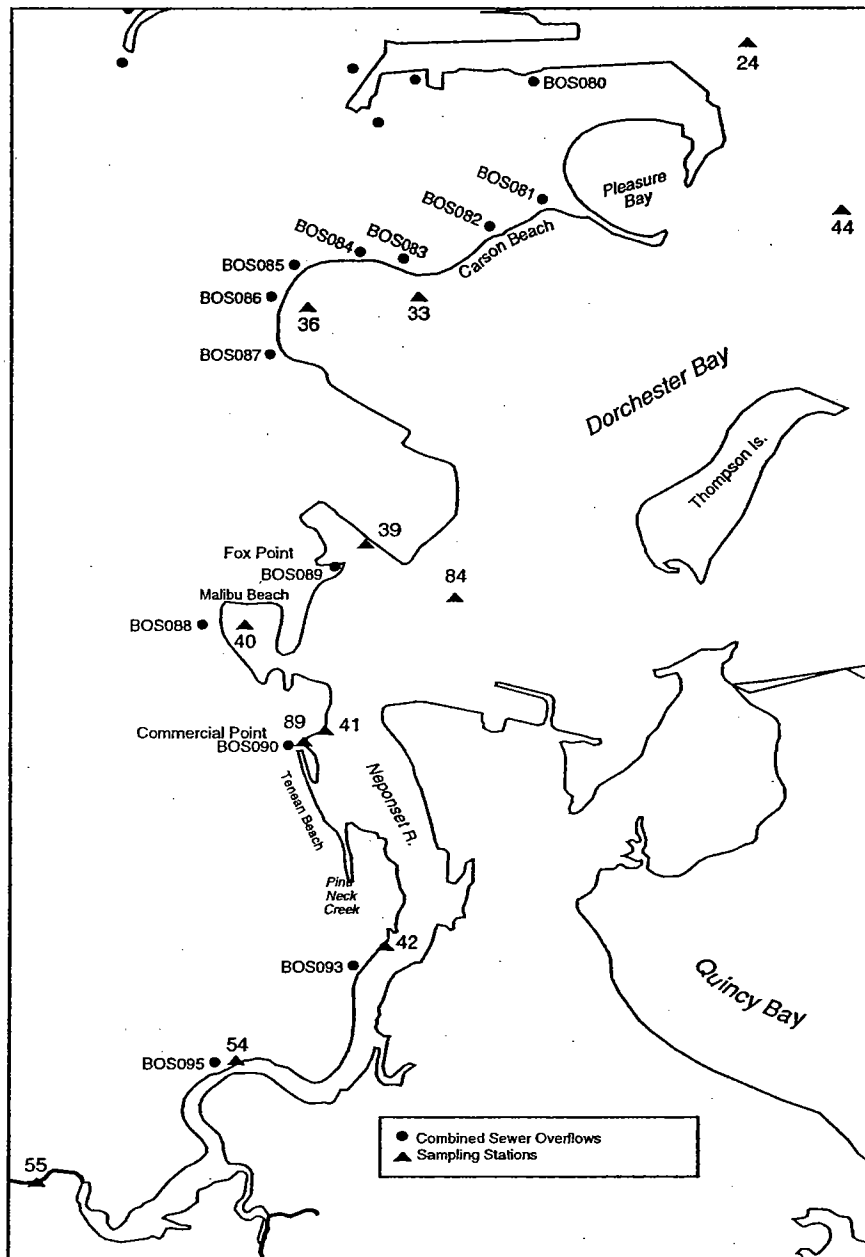 24
BOS080
BOS081
Pleasure
Bay
BOS082
44
BOS084
BOS083
Carson Beach
BOS085
BOS086
36
33
BOS087
Dorchester Bay
Thompson Is.
39
Fox Point
BOS089
84
Malibu Beach
BOS088
40
89
41
Commercial Point
BOS090
Tenean Beach
Neponset R.
Neck
Creek
42
BOS093
Quincy Bay
54
BOS095
Combined Sewer Overflows
Sampling Stations
55